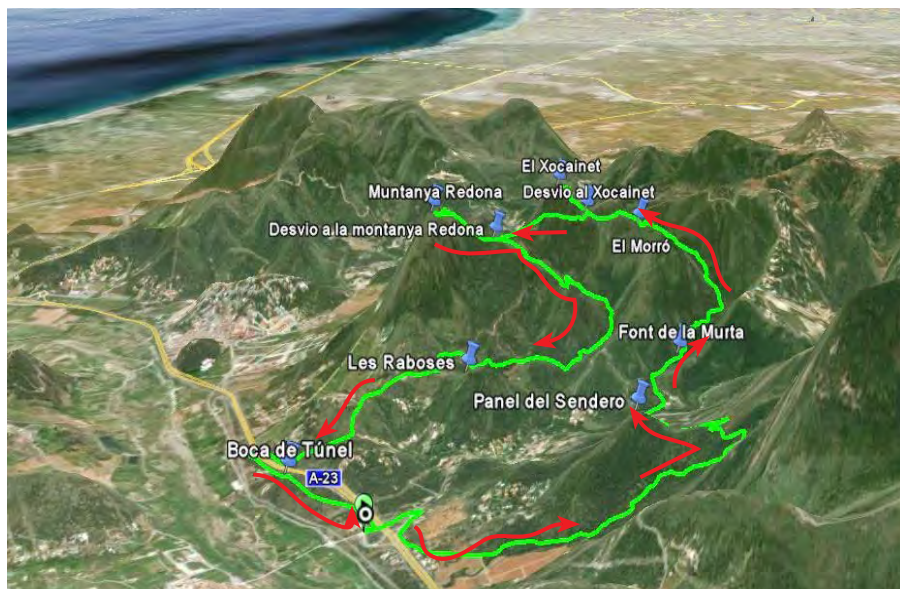 El Xocainet
Muntanya Redona
Desvio al Xocainet
Desvio a la montanya Redona
El Morró
Font de la Murta
Les Raboses
Panel del Sendero
Boca de Túnel
A-23